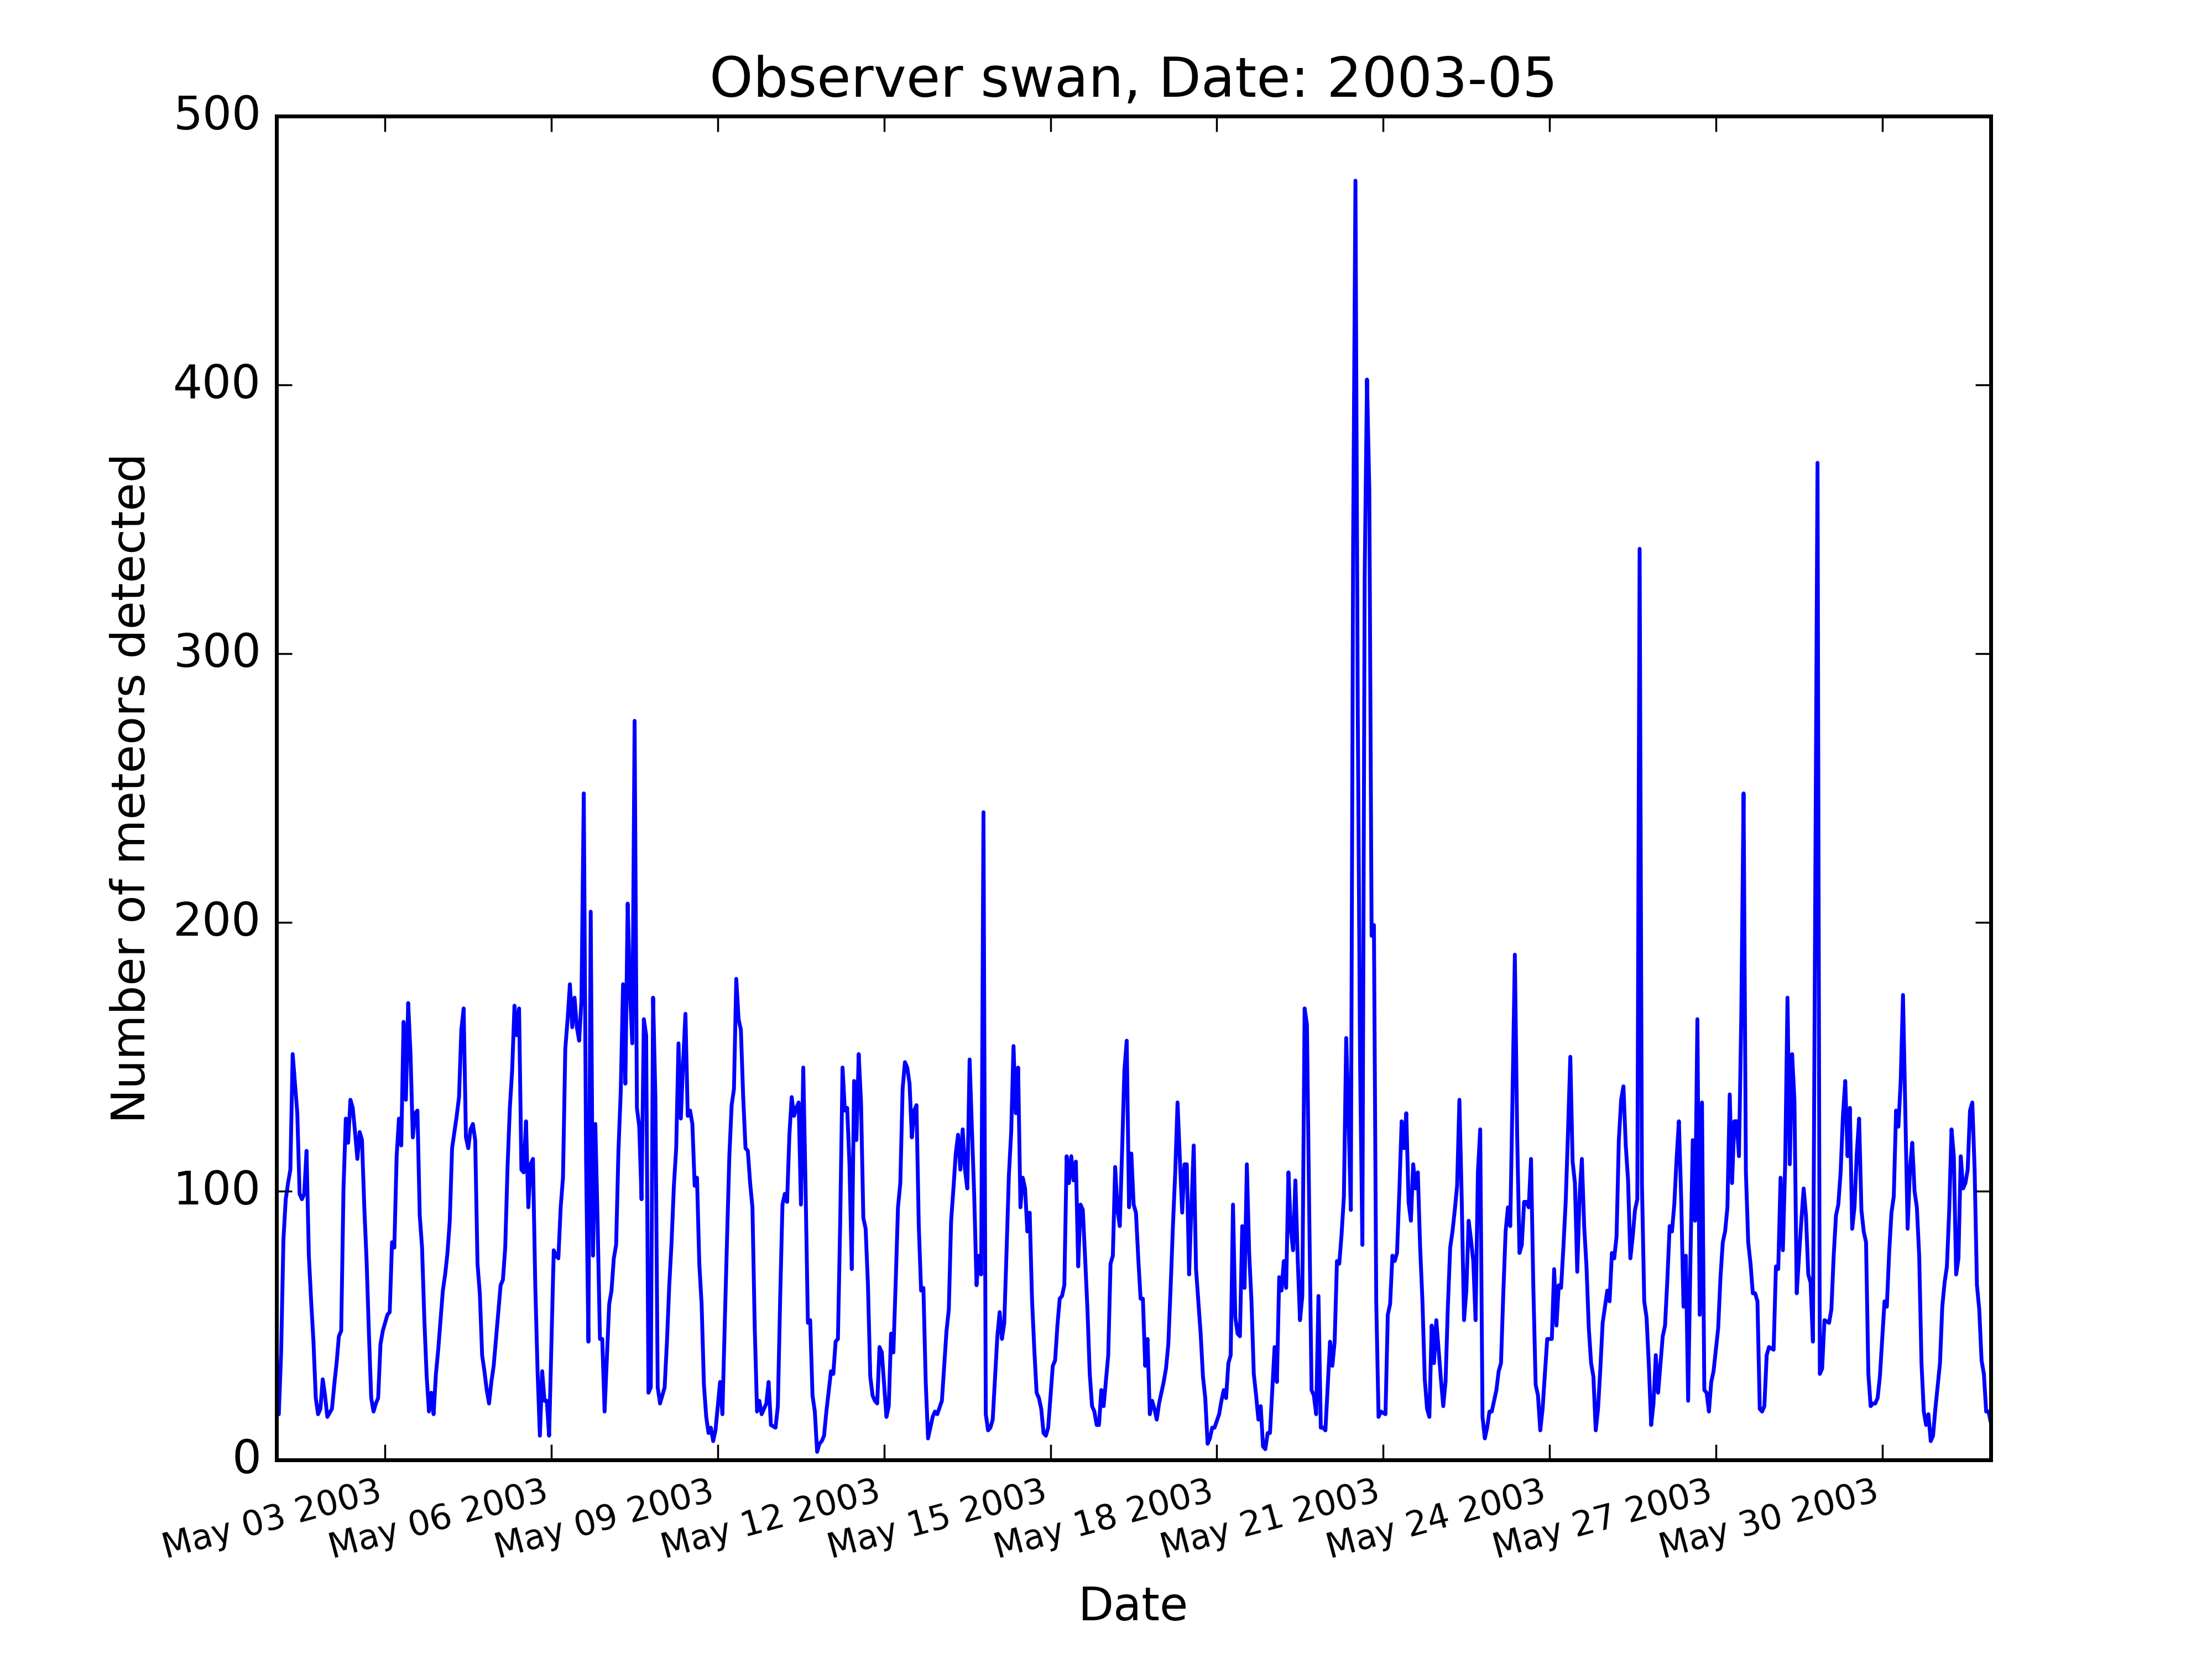 Observer swan, Date: 2003-05
500
400
300
200
100
0
Number of meteors detected
May 03 2003
May 06 2003
May 09 2003
May 12 2003
May 15 2003
May 18 2003
May 21 2003
May 24 2003
May 27 2003
May 30 2003
Date